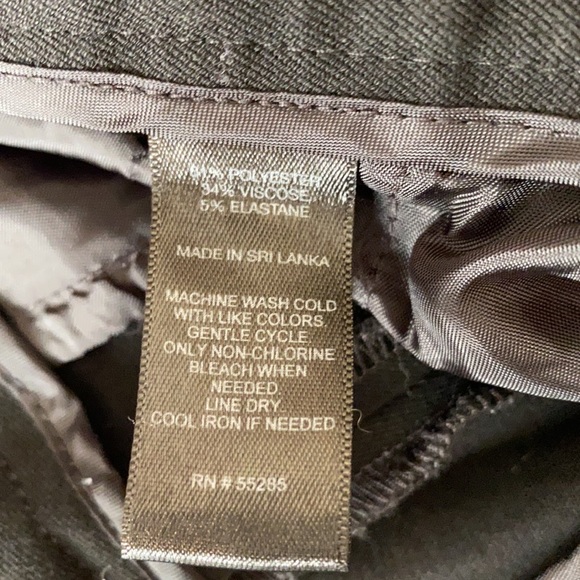 61% POLYESTER
34% VISCOSE
5% ELASTANE
MADE IN SRI LANKA
MACHINE WASH COLD
WITH LIKE COLORS
GENTLE CYCLE
ONLY NON-CHLORINE
BLEACH WHEN
NEEDED
LINE DRY
COOL IRON IF NEEDED
RN # 55285